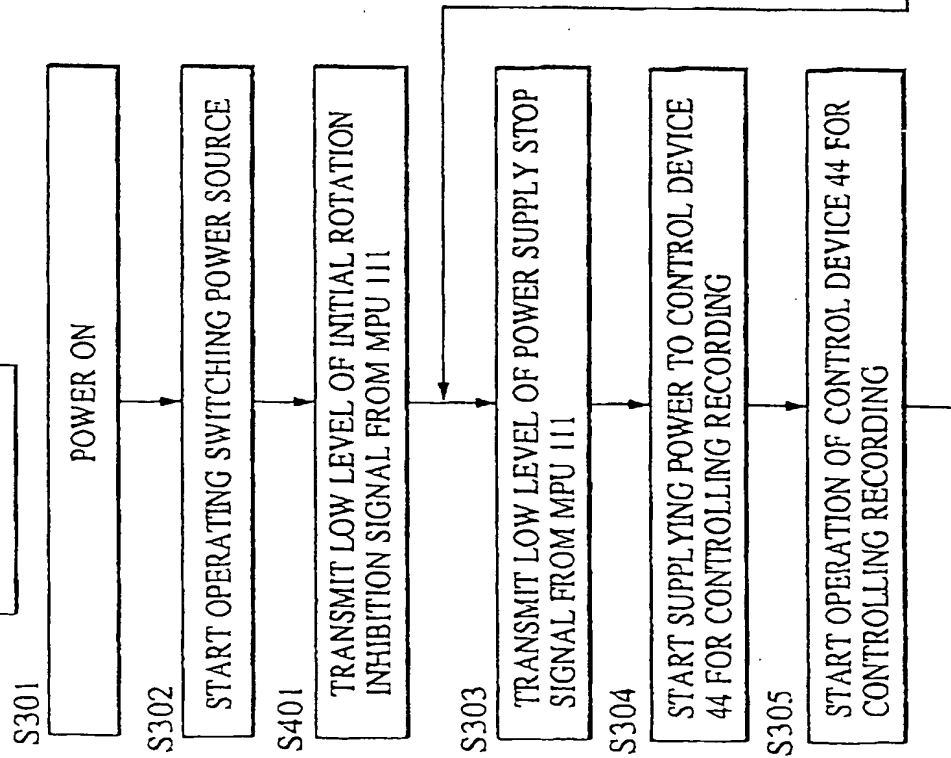 S301
POWER ON
S302
START OPERATING SWITCHING POWER SOURCE
S401
TRANSMIT LOW LEVEL OF INITIAL ROTATION
INHIBITION SIGNAL FROM MPU 111
S303
TRANSMIT LOW LEVEL OF POWER SUPPLY STOP
SIGNAL FROM MPU 111
S304
START SUPPLYING POWER TO CONTROL DEVICE
44 FOR CONTROLLING RECORDING
S305
START OPERATION OF CONTROL DEVICE 44 FOR
CONTROLLING RECORDING